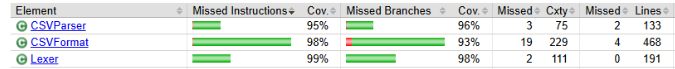 Element Missed Instructions Cov. Missed Branches Cov. Missed Cxty Missed Lines
CSVParser 95% 96% 3 75 2 133
CSVFormat 98% 93% 19 229 4 468
Lexer 99% 98% 2 111 0 191